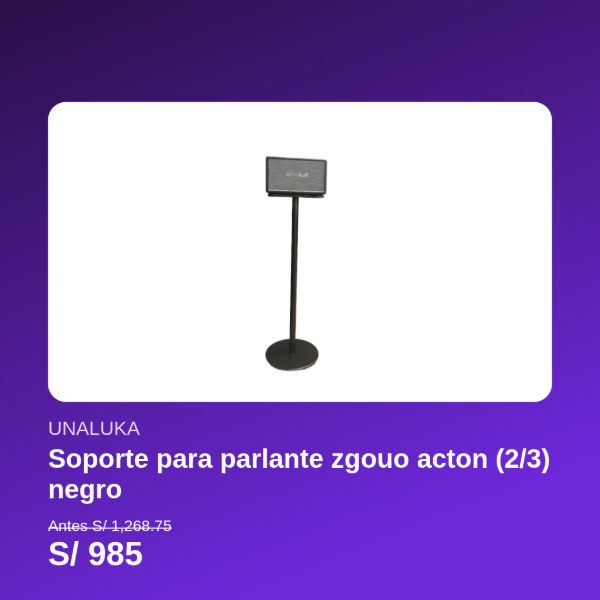 UNALUKA
Soporte para parlante zgouo acton (2/3)
negro
Antes S/ 1,268.75
S/ 985